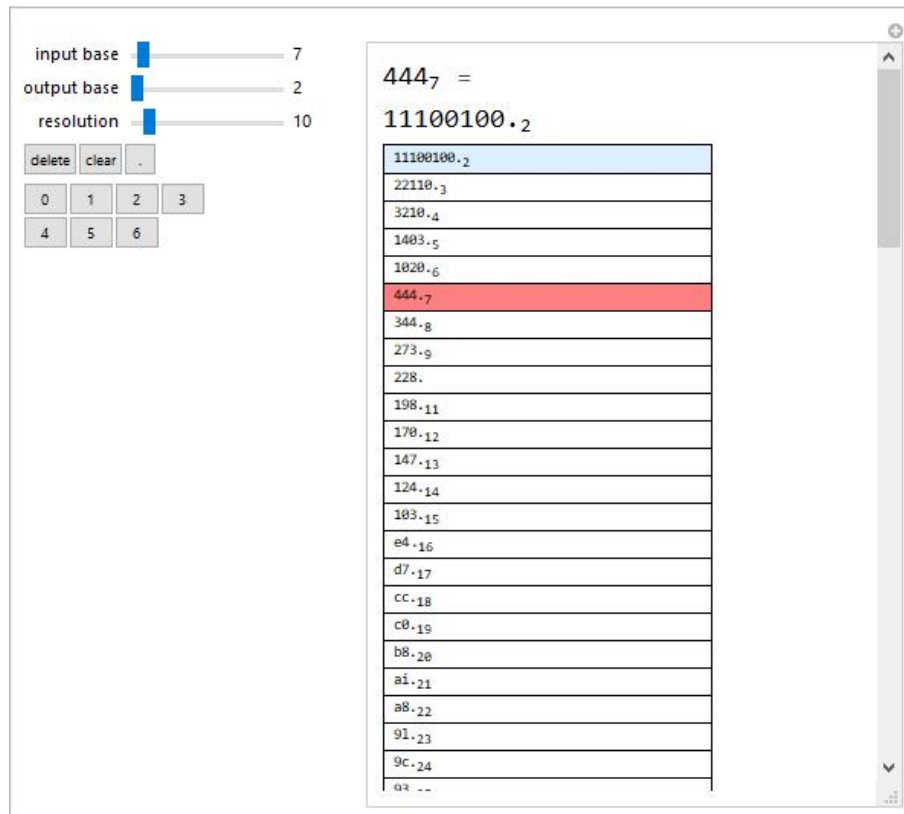 input base 7
output base 2
resolution 10
delete clear .
0 1 2 3
4 5 6
444₇ =
11100100.₂
11100100.₂
22110.₃
3210.₄
1403.₅
1020.₆
444.₇
344.₈
273.₉
228.
198.₁₁
170.₁₂
147.₁₃
124.₁₄
103.₁₅
e4.₁₆
d7.₁₇
cc.₁₈
c0.₁₉
b8.₂₀
ai.₂₁
a8.₂₂
9l.₂₃
9c.₂₄